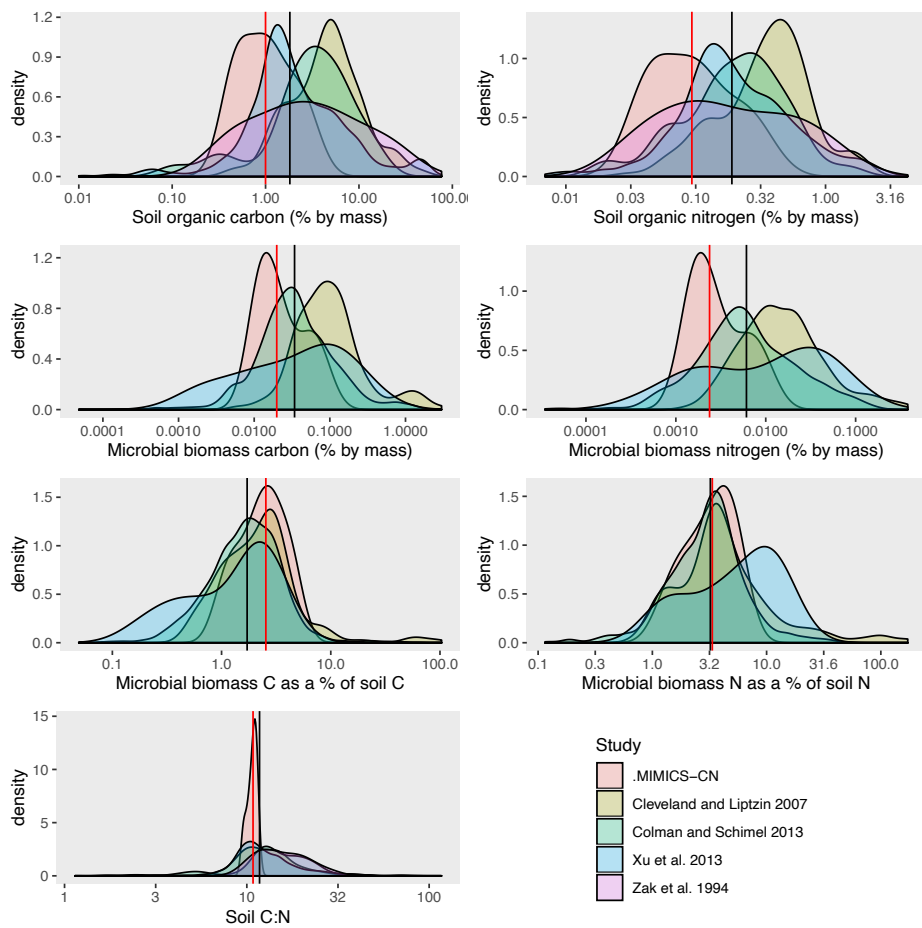 density
1.2
0.9
0.6
0.3
0.0
0.01 0.10 1.00 10.00 100.00
Soil organic carbon (% by mass)
density
1.0
0.5
0.0
0.01 0.03 0.10 0.32 1.00 3.16
Soil organic nitrogen (% by mass)
density
1.2
0.8
0.4
0.0
0.0001 0.0010 0.0100 0.1000 1.0000
Microbial biomass carbon (% by mass)
density
1.0
0.5
0.0
0.0001 0.0010 0.0100 0.1000
Microbial biomass nitrogen (% by mass)
density
1.5
1.0
0.5
0.0
0.1 1.0 10.0 100.0
Microbial biomass C as a % of soil C
density
1.5
1.0
0.5
0.0
0.1 0.3 1.0 3.2 10.0 31.6 100.0
Microbial biomass N as a % of soil N
density
15
10
5
0
1 3 10 32 100
Soil C:N
Study
.MIMICS−CN
Cleveland and Liptzin 2007
Colman and Schimel 2013
Xu et al. 2013
Zak et al. 1994